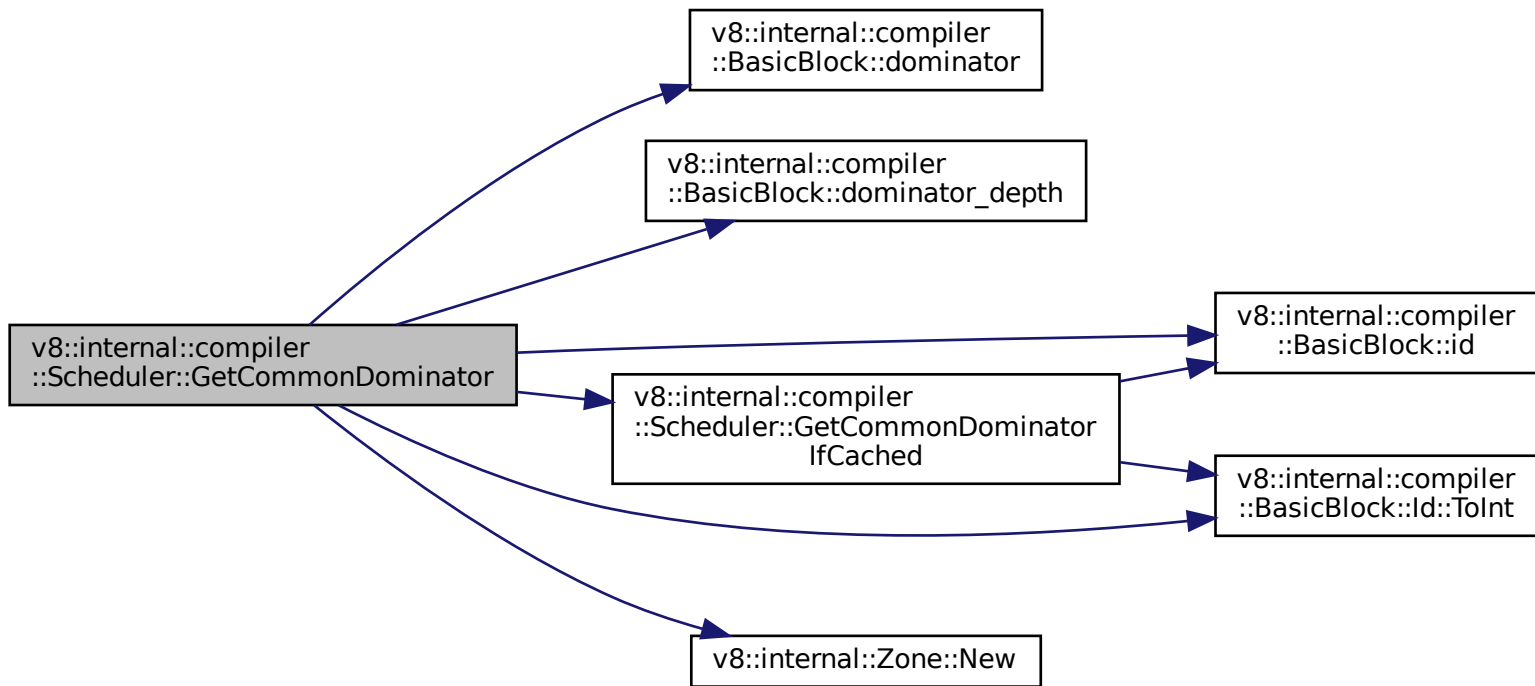 v8::internal::compiler
::BasicBlock::dominator
v8::internal::compiler
::BasicBlock::dominator_depth
v8::internal::compiler
::BasicBlock::id
v8::internal::compiler
::Scheduler::GetCommonDominator
v8::internal::compiler
::Scheduler::GetCommonDominator
IfCached
v8::internal::compiler
::BasicBlock::Id::ToInt
v8::internal::Zone::New